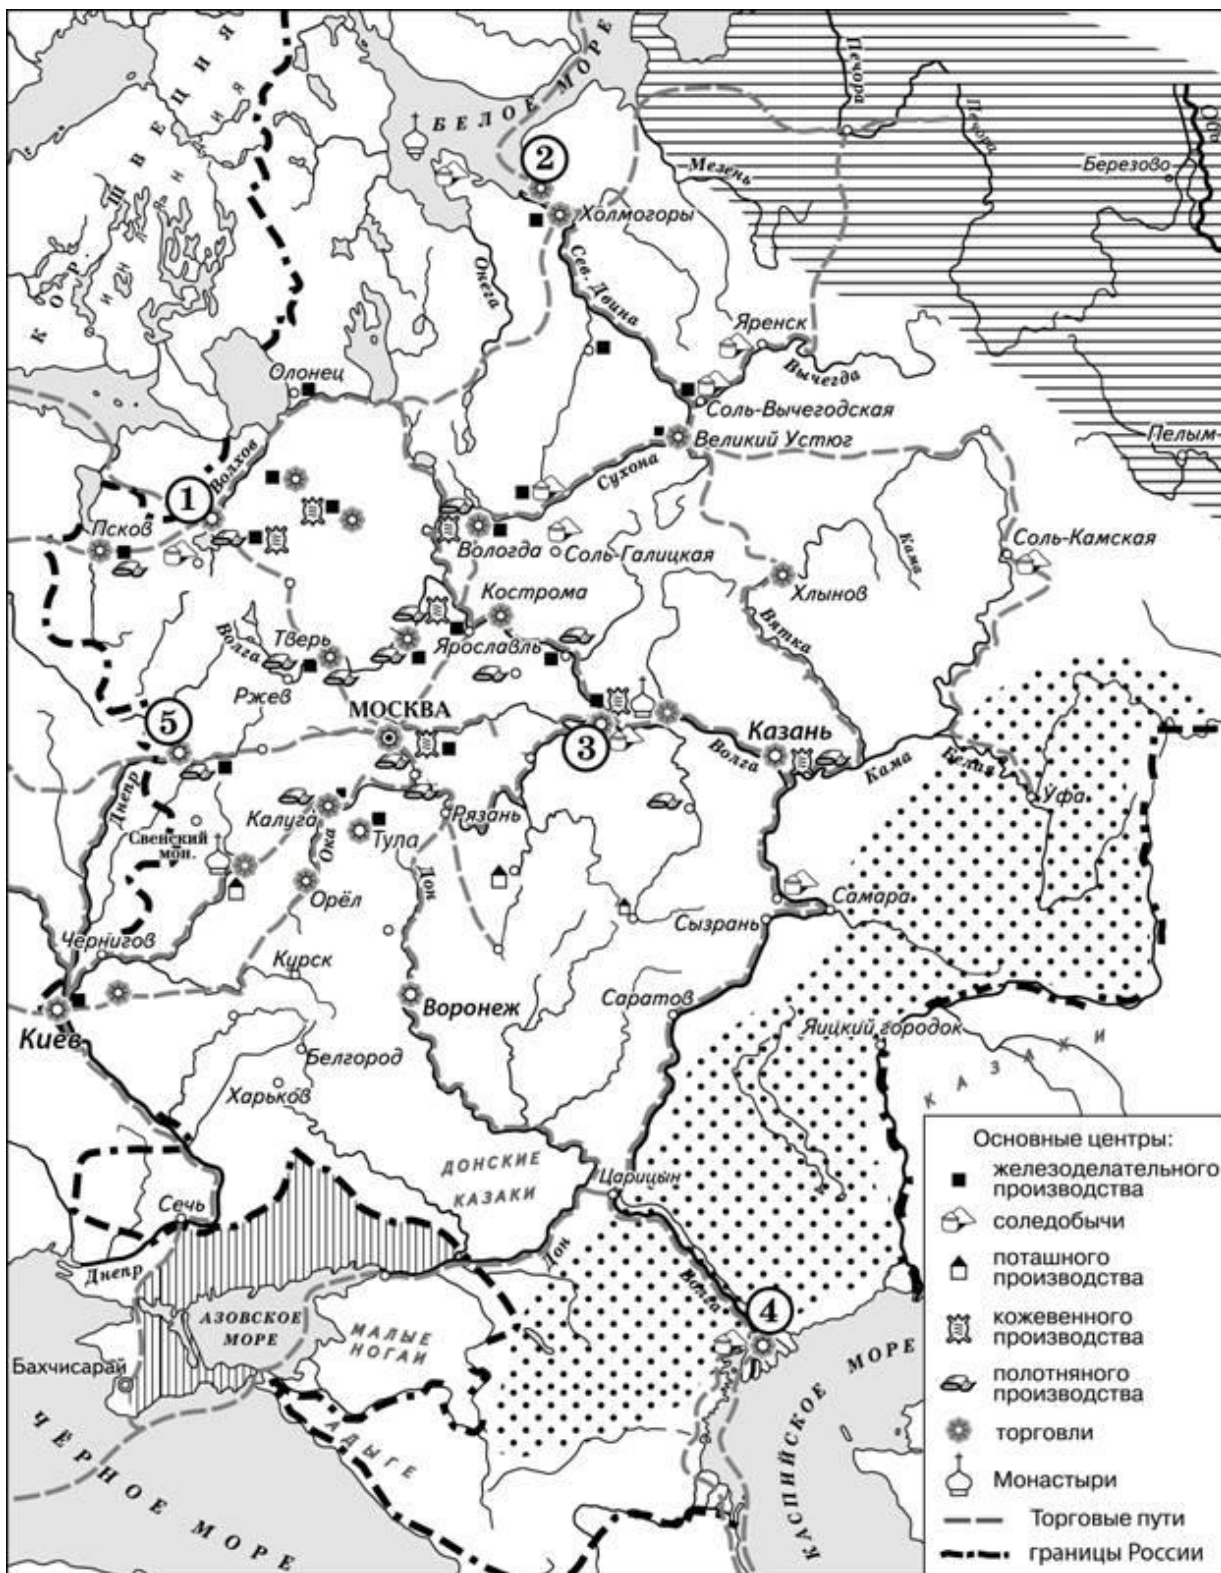 КОР. ШВЕЦИЯ
БЕЛОЕ МОРЕ
Печора
Печора
Обь
Мезень
Березово
2
Холмогоры
Онега
Сев. Двина
Яренск
Вычегда
Олонец
Соль-Вычегодская
Великий Устюг
Пелым
Волхов
Сухона
1
Псков
Вологда
Соль-Галицкая
Кама
Соль-Камская
Кострома
Хлынов
Вятка
Волга
Тверь
Ярославль
Ржев
5
МОСКВА
3
Казань
Волга
Кама
Белая
Уфа
Днепр
Калуга
Рязань
Свенский
мон.
Ока
Тула
Дон
Орёл
Самара
Сызрань
Чернигов
Курск
Киев
Воронеж
Саратов
Яицкий городок
Белгород
КАЗАХИ
Харьков
ДОНСКИЕ
КАЗАКИ
Царицын
Сечь
Днепр
Дон
Волга
4
АЗОВСКОЕ
МОРЕ
МАЛЫЕ
НОГАИ
Бахчисарай
АДЫГЕ
ЧЁРНОЕ МОРЕ
КАСПИЙСКОЕ МОРЕ
Основные центры:
железоделательного
производства
соледобычи
поташного
производства
кожевенного
производства
полотняного
производства
торговли
Монастыри
Торговые пути
границы России